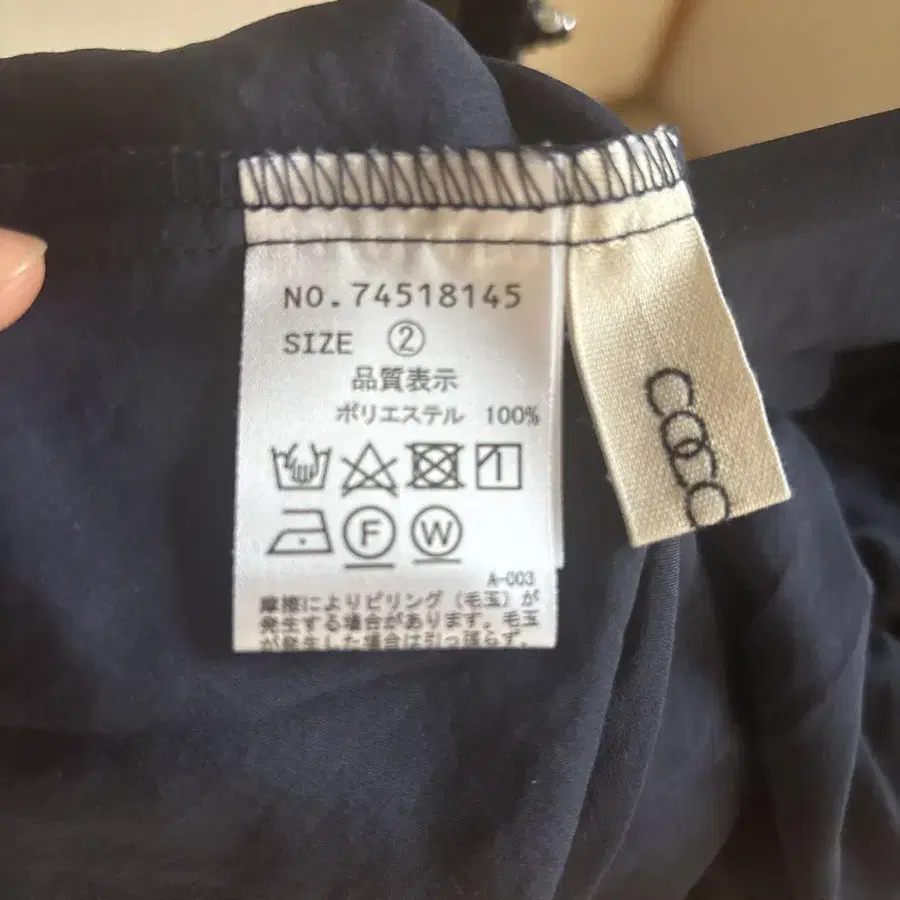 NO.74518145
SIZE ②
品質表示
ポリエステル 100%
F W
A-003
摩擦によりピリング(毛玉)が
発生する場合があります。毛玉
が発生した場合は引っ張らず、
COCO